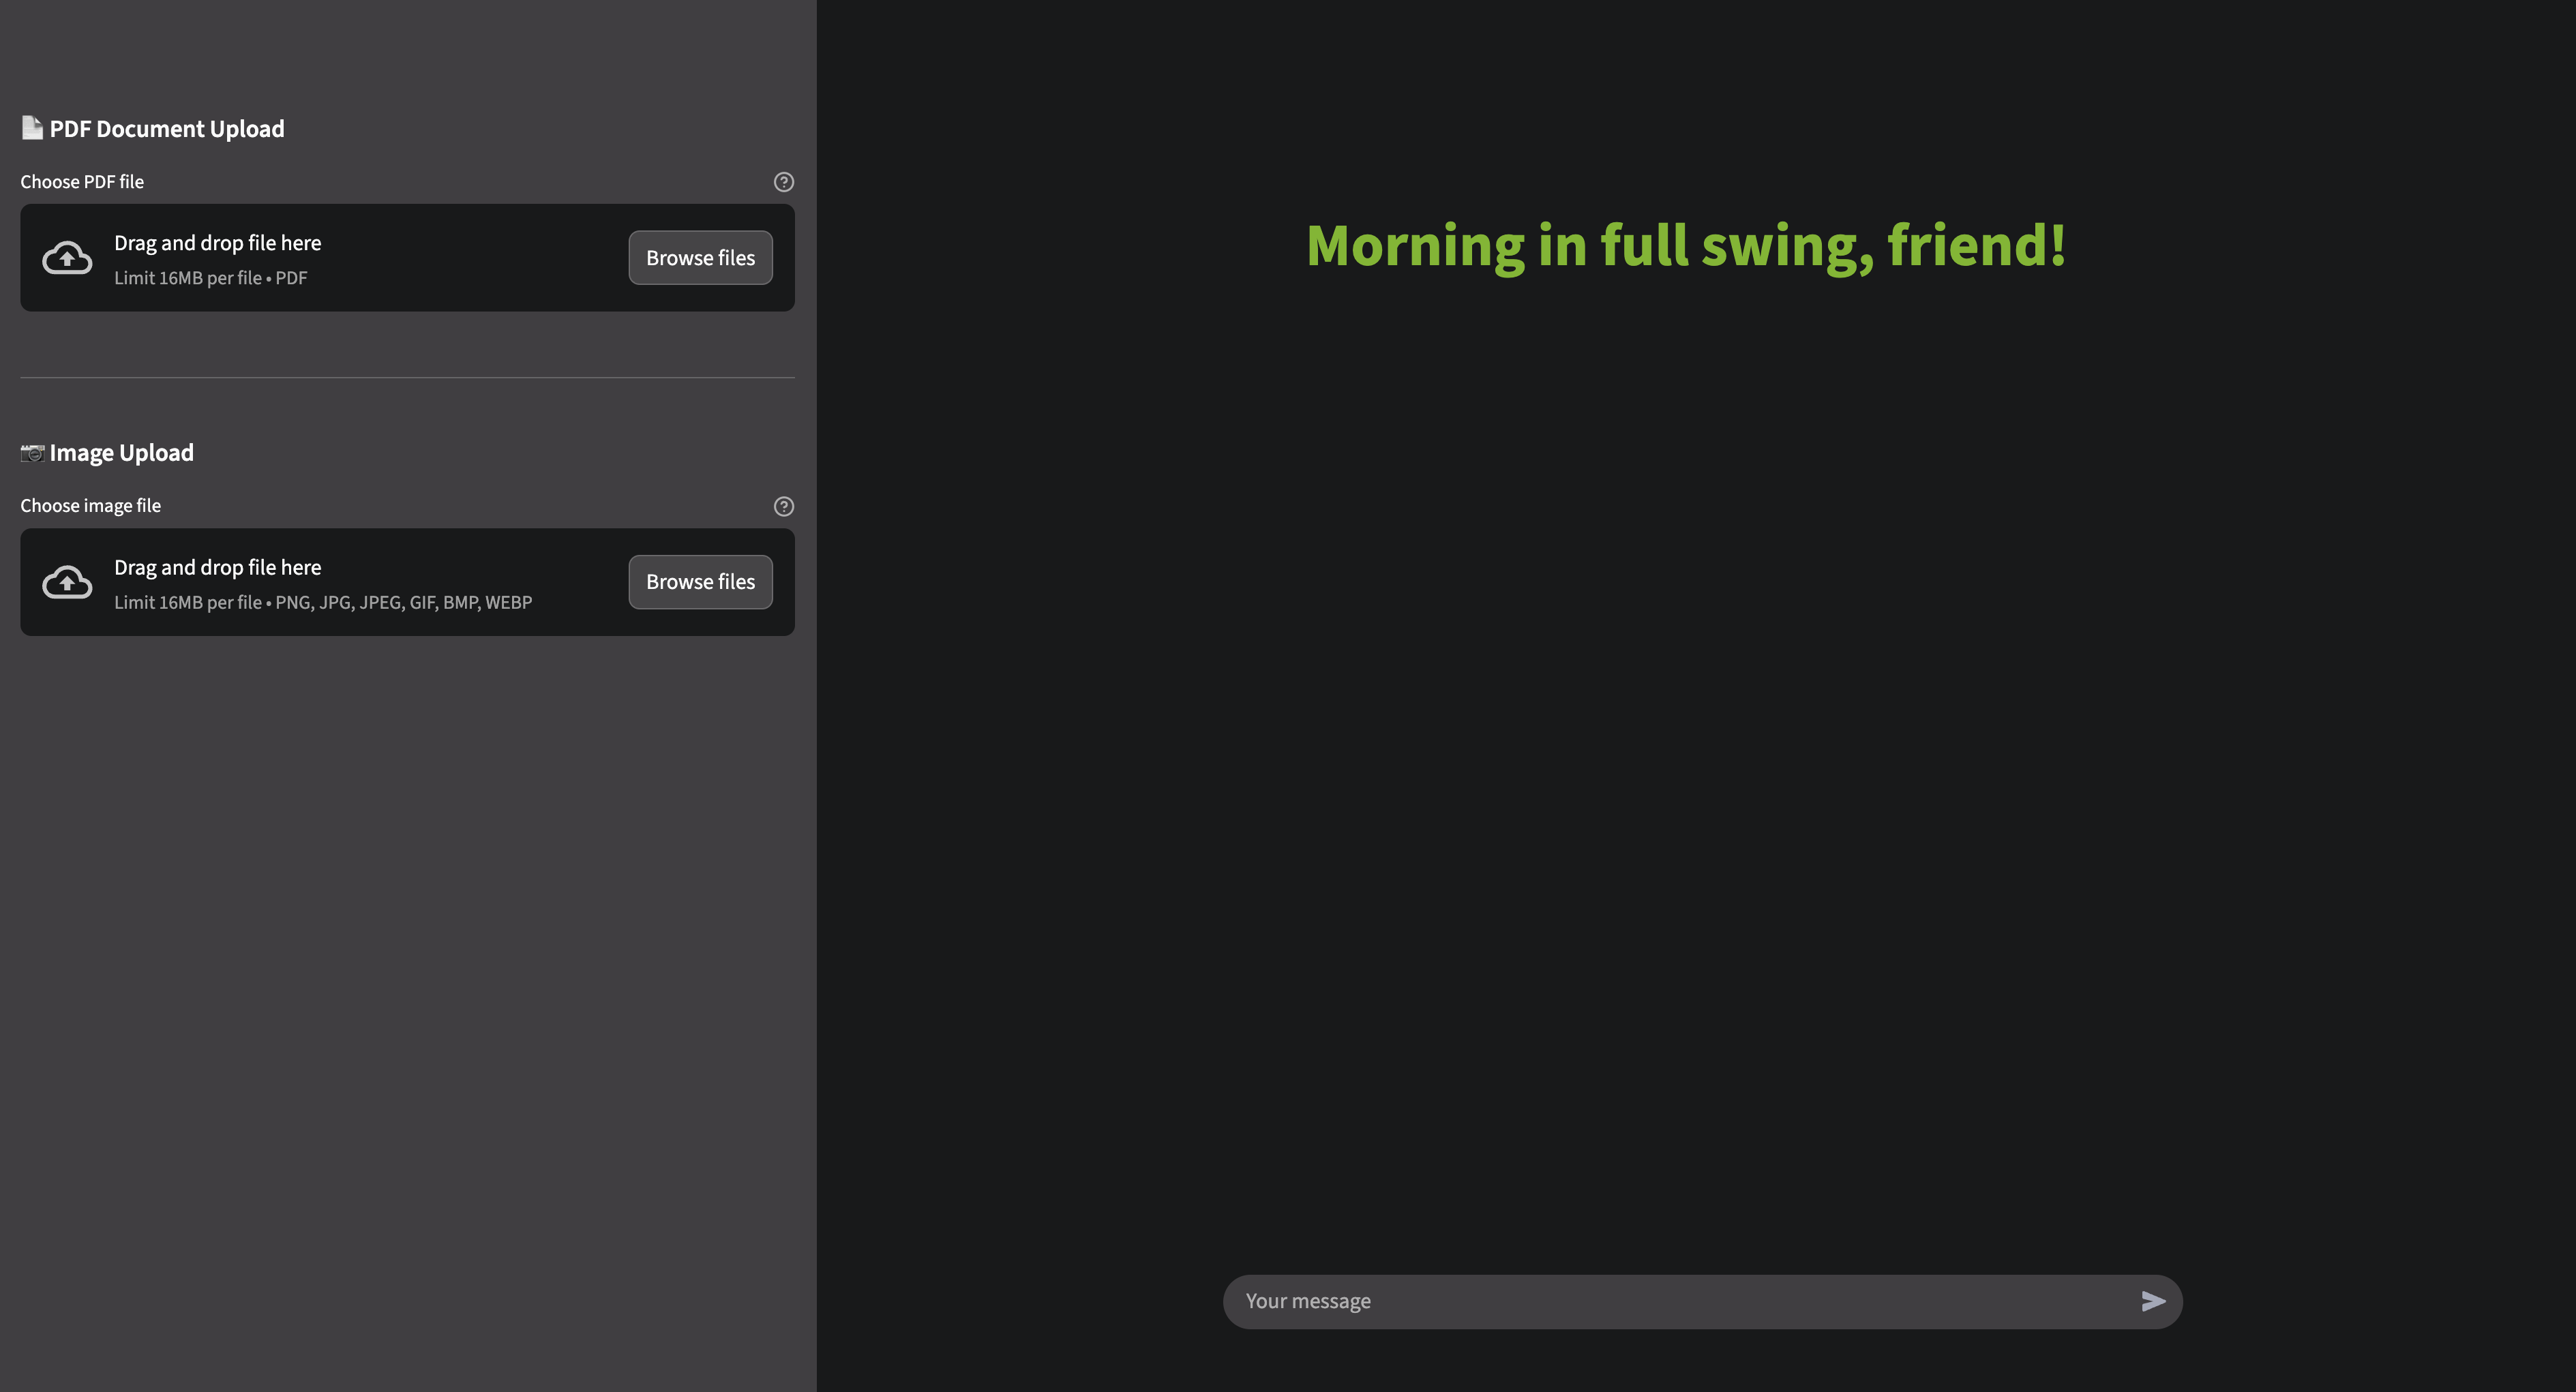 PDF Document Upload
Choose PDF file
Drag and drop file here
Limit 16MB per file • PDF
Browse files
Image Upload
Choose image file
Drag and drop file here
Limit 16MB per file • PNG, JPG, JPEG, GIF, BMP, WEBP
Browse files
Morning in full swing, friend!
Your message